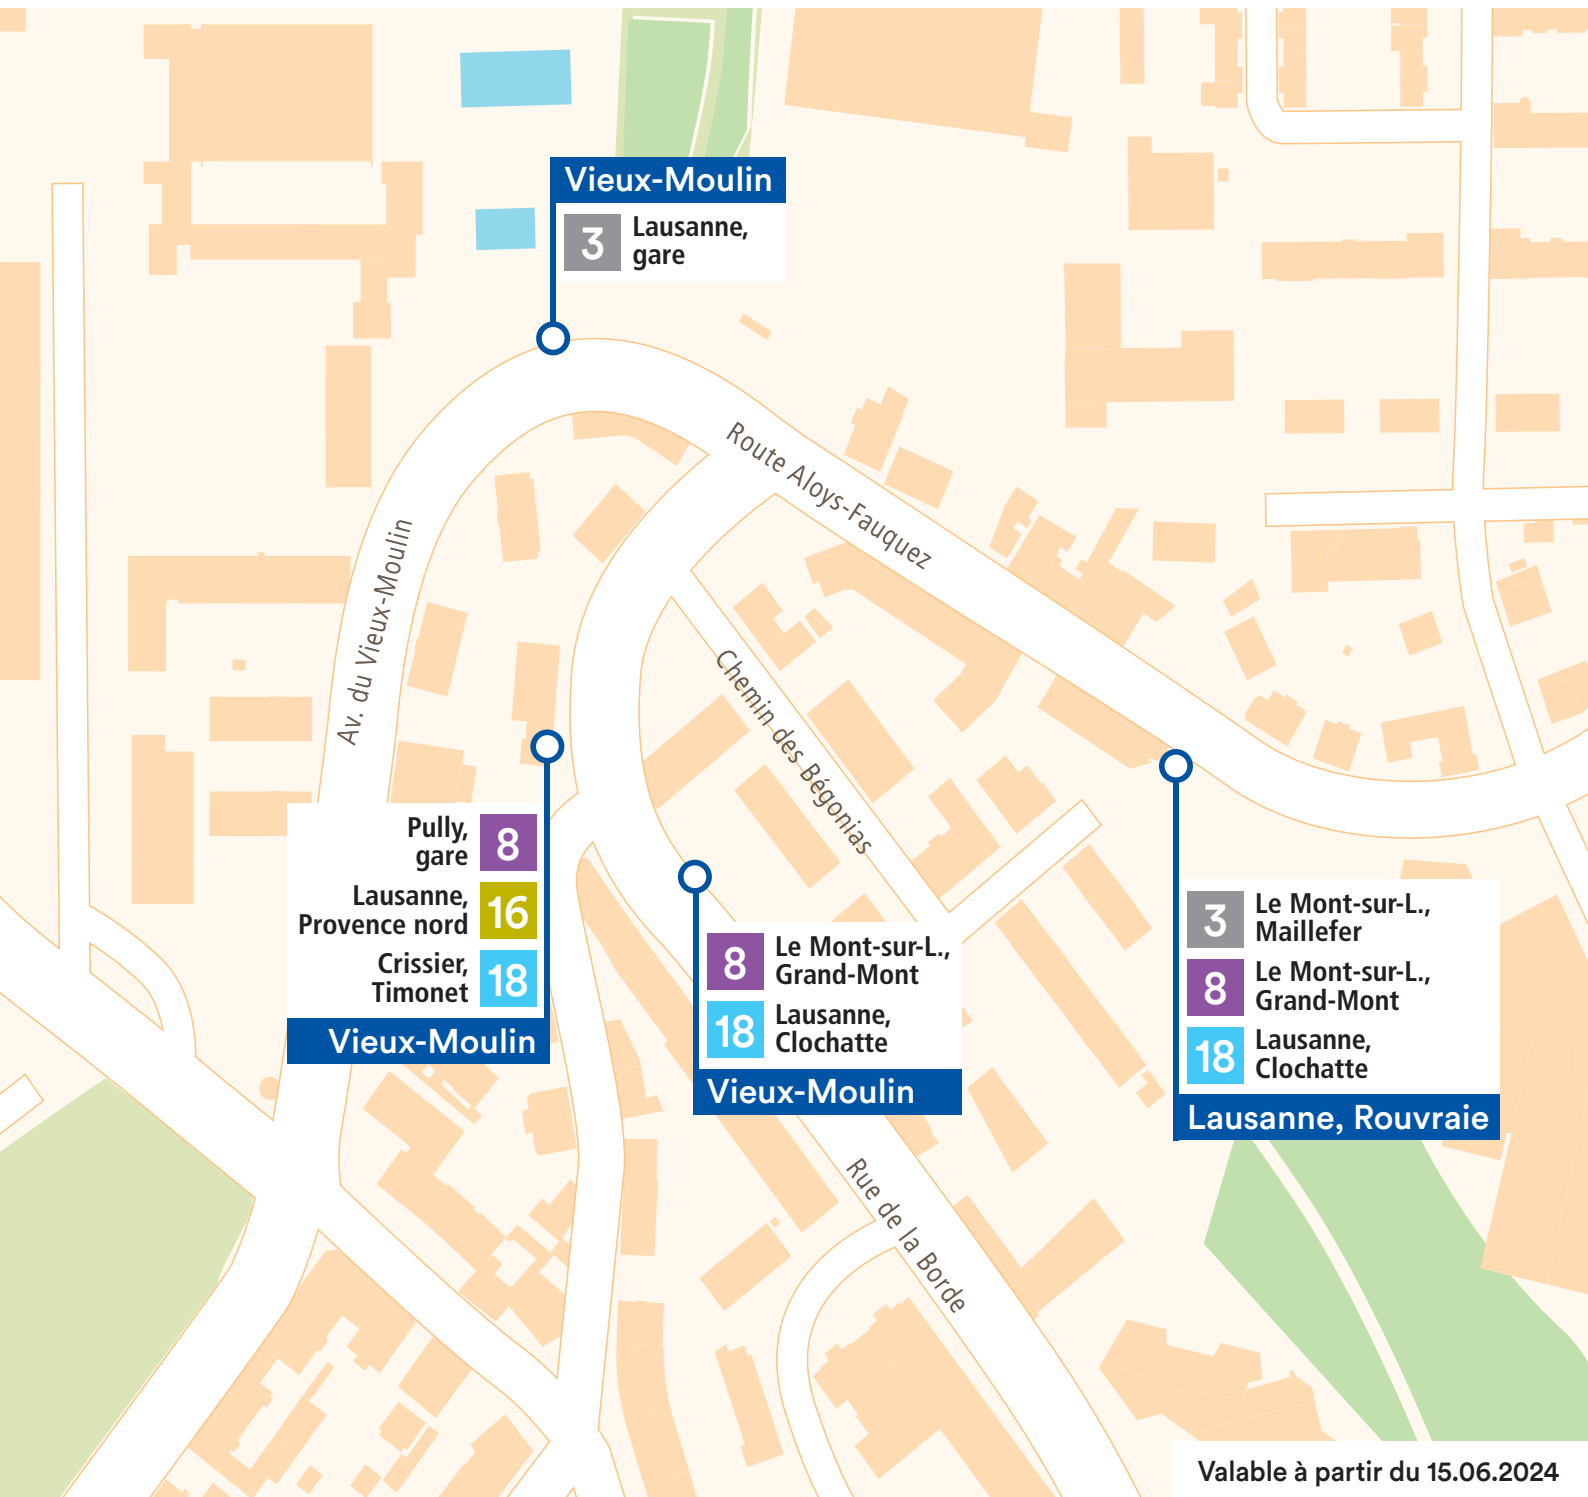 Vieux-Moulin
3
Lausanne,
gare
Route Aloys-Fauquez
Av. du Vieux-Moulin
Chemin des Bégonias
Pully,
gare
8
Lausanne,
Provence nord
16
Crissier,
Timonet
18
Vieux-Moulin
8
Le Mont-sur-L.,
Grand-Mont
18
Lausanne,
Clochatte
Vieux-Moulin
3
Le Mont-sur-L.,
Maillefer
8
Le Mont-sur-L.,
Grand-Mont
18
Lausanne,
Clochatte
Lausanne, Rouvraie
Rue de la Borde
Valable à partir du 15.06.2024